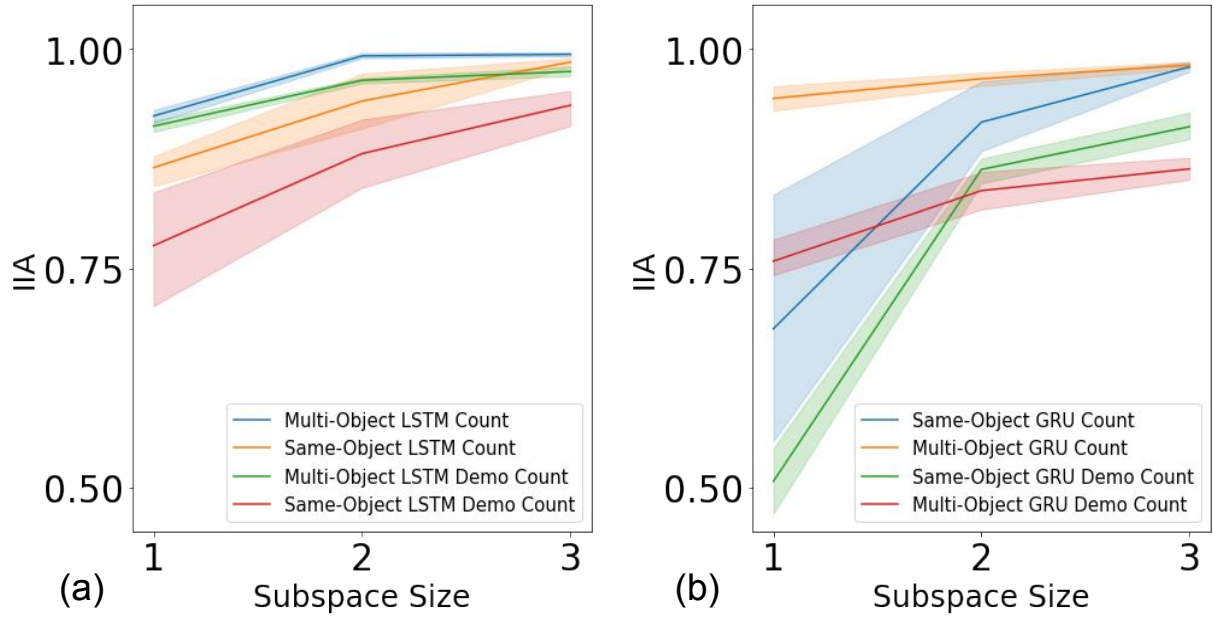 1.00
0.75
0.50
IIA
Multi-Object LSTM Count
Same-Object LSTM Count
Multi-Object LSTM Demo Count
Same-Object LSTM Demo Count
1 2 3
(a) Subspace Size
1.00
0.75
0.50
IIA
Same-Object GRU Count
Multi-Object GRU Count
Same-Object GRU Demo Count
Multi-Object GRU Demo Count
1 2 3
(b) Subspace Size